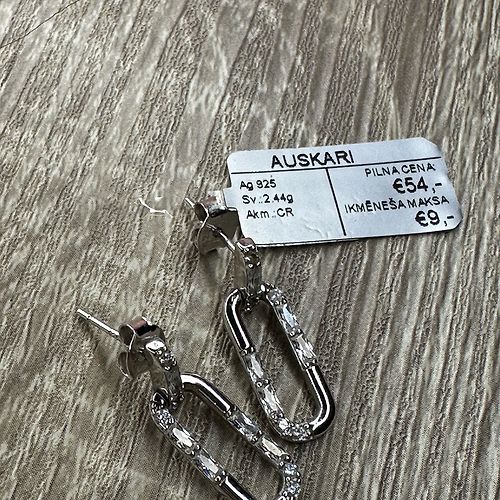 AUSKARI
Ag 925
Sv.:2.44g
Akm.:CR
PILNA CENA:
€54,-
IKMĒNEŠA MAKSA
€9,-